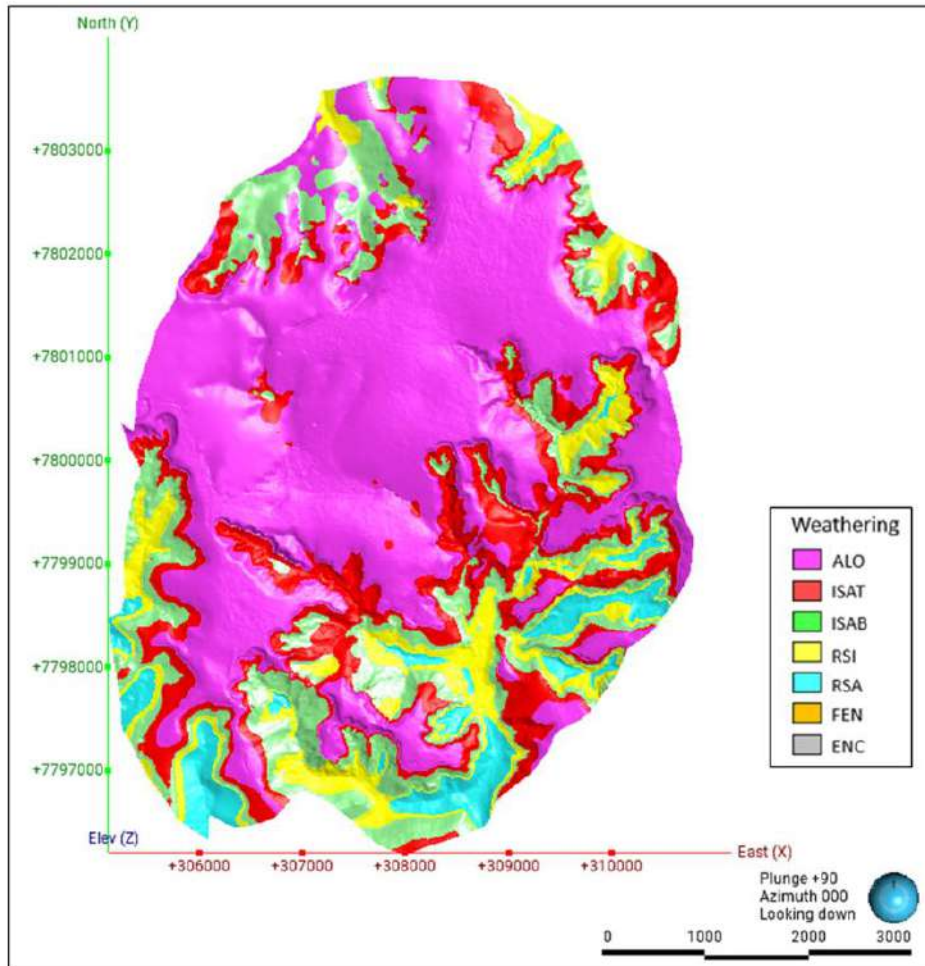 North (Y)
+7803000
+7802000
+7801000
+7800000
+7799000
+7798000
+7797000
Elev (Z)
+306000 +307000 +308000 +309000 +310000
East (X)
Weathering
ALO
ISAT
ISAB
RSI
RSA
FEN
ENC
Plunge +90
Azimuth 000
Looking down
0 1000 2000 3000